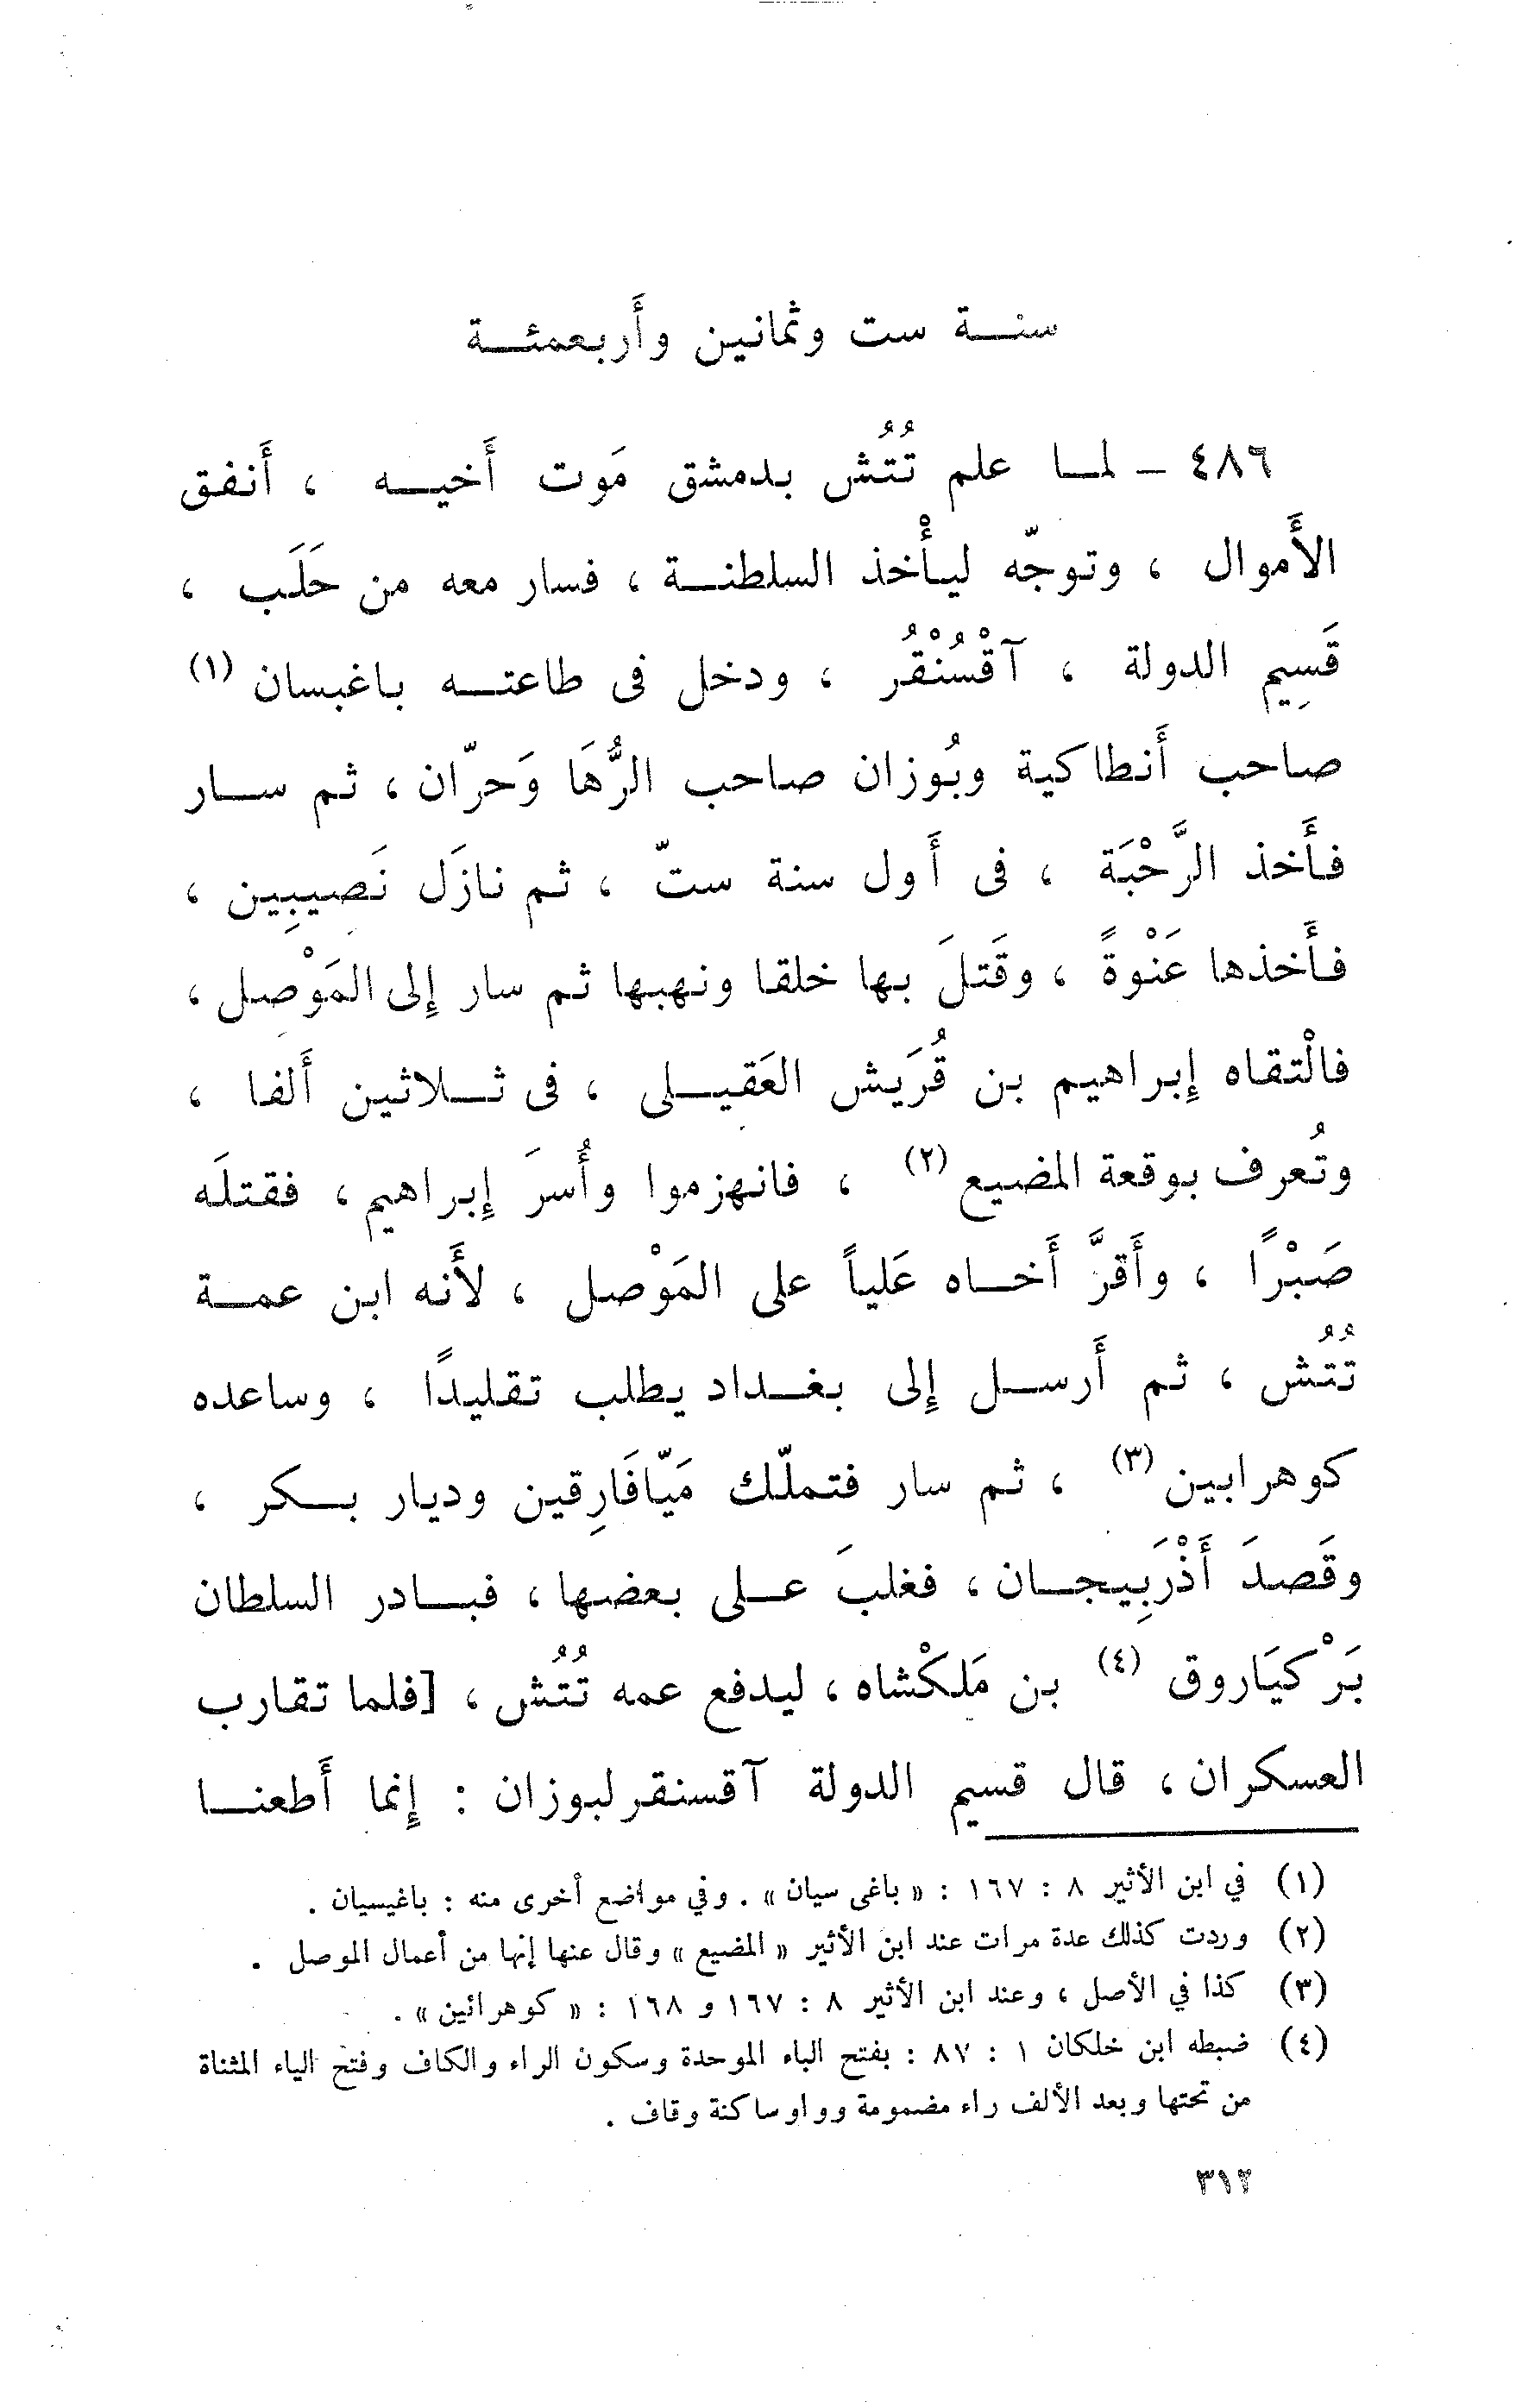 سنة ست وثمانين وأربعمئة
٤٨٦ – لما علم تُتُش بدمشق مَوت أخيه ، أَنفق
الأَموال ، وتوجّه ليأْخذ السلطنة ، فسار معه من حَلَب ،
قَسِيم الدولة ، آقْسُنْقُر ، ودخل فى طاعته باغبسان (١)
صاحب أَنطاكية وبُوزان صاحب الرُّهَا وَحرّان ، ثم سار
فأَخذ الرَّحْبَة ، فى أَول سنة ستّ ، ثم نازَل نَصيبِين ،
فأَخذها عَنْوةً ، وقَتلَ بها خلقا ونهبها ثم سار إِلى المَوْصل ،
فالْتقاه إِبراهيم بن قُرَيش العَقيلى ، فى ثلاثين أَلفا ،
وتُعرف بوقعة المضيع (٢) ، فانهزموا وأُسرَ إِبراهيم ، فقتلَه
صَبْرًا ، وأَقرَّ أَخاه عَلياً على المَوْصل ، لأَنه ابن عمة
تُتُش ، ثم أَرسل إِلى بغداد يطلب تقليدًا ، وساعده
كوهرابين (٣) ، ثم سار فتملّك مَيّافَارِقين وديار بكر ،
وقَصدَ أَذْرَبِيجان ، فغلبَ على بعضها ، فبادر السلطان
بَرْكيَاروق (٤) بن مَلكْشاه ، ليدفع عمه تُتُش ، [فلما تقارب
العسكران ، قال قسيم الدولة آقسنقر لبوزان : إِنما أَطعنا
(١) في ابن الأثير ٨ : ١٦٧ : « باغى سيان » . وفي مواضع أخرى منه : باغيسيان .
(٢) وردت كذلك عدة مرات عند ابن الأثير « المضيع » وقال عنها إنها من أعمال الموصل .
(٣) كذا في الأصل ، وعند ابن الأثير ٨ : ١٦٧ و ١٦٨ : « كوهرائين » .
(٤) ضبطه ابن خلكان ١ : ٨٧ : بفتح الباء الموحدة وسكون الراء والكاف وفتح الياء المثناة
من تحتها وبعد الألف راء مضمومة وواو ساكنة وقاف .
٣١٢